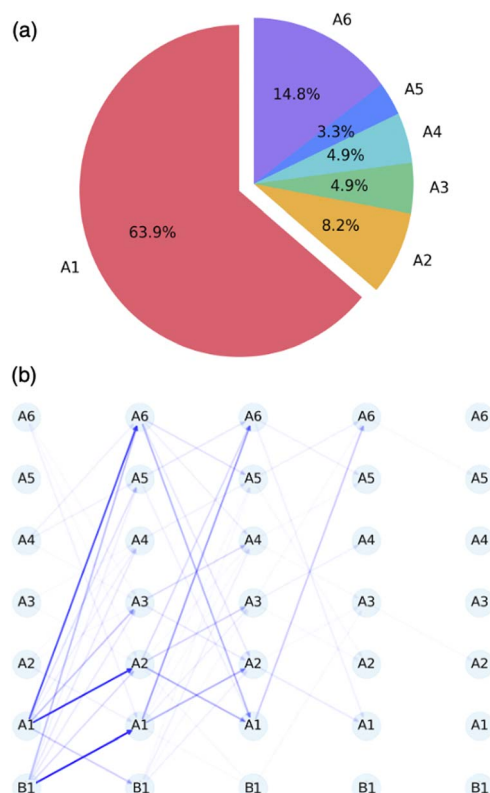 (a)
A6
A5
A4
A3
A2
A1
14.8%
3.3%
4.9%
4.9%
8.2%
63.9%
(b)
A6 A6 A6 A6 A6
A5 A5 A5 A5 A5
A4 A4 A4 A4 A4
A3 A3 A3 A3 A3
A2 A2 A2 A2 A2
A1 A1 A1 A1 A1
B1 B1 B1 B1 B1